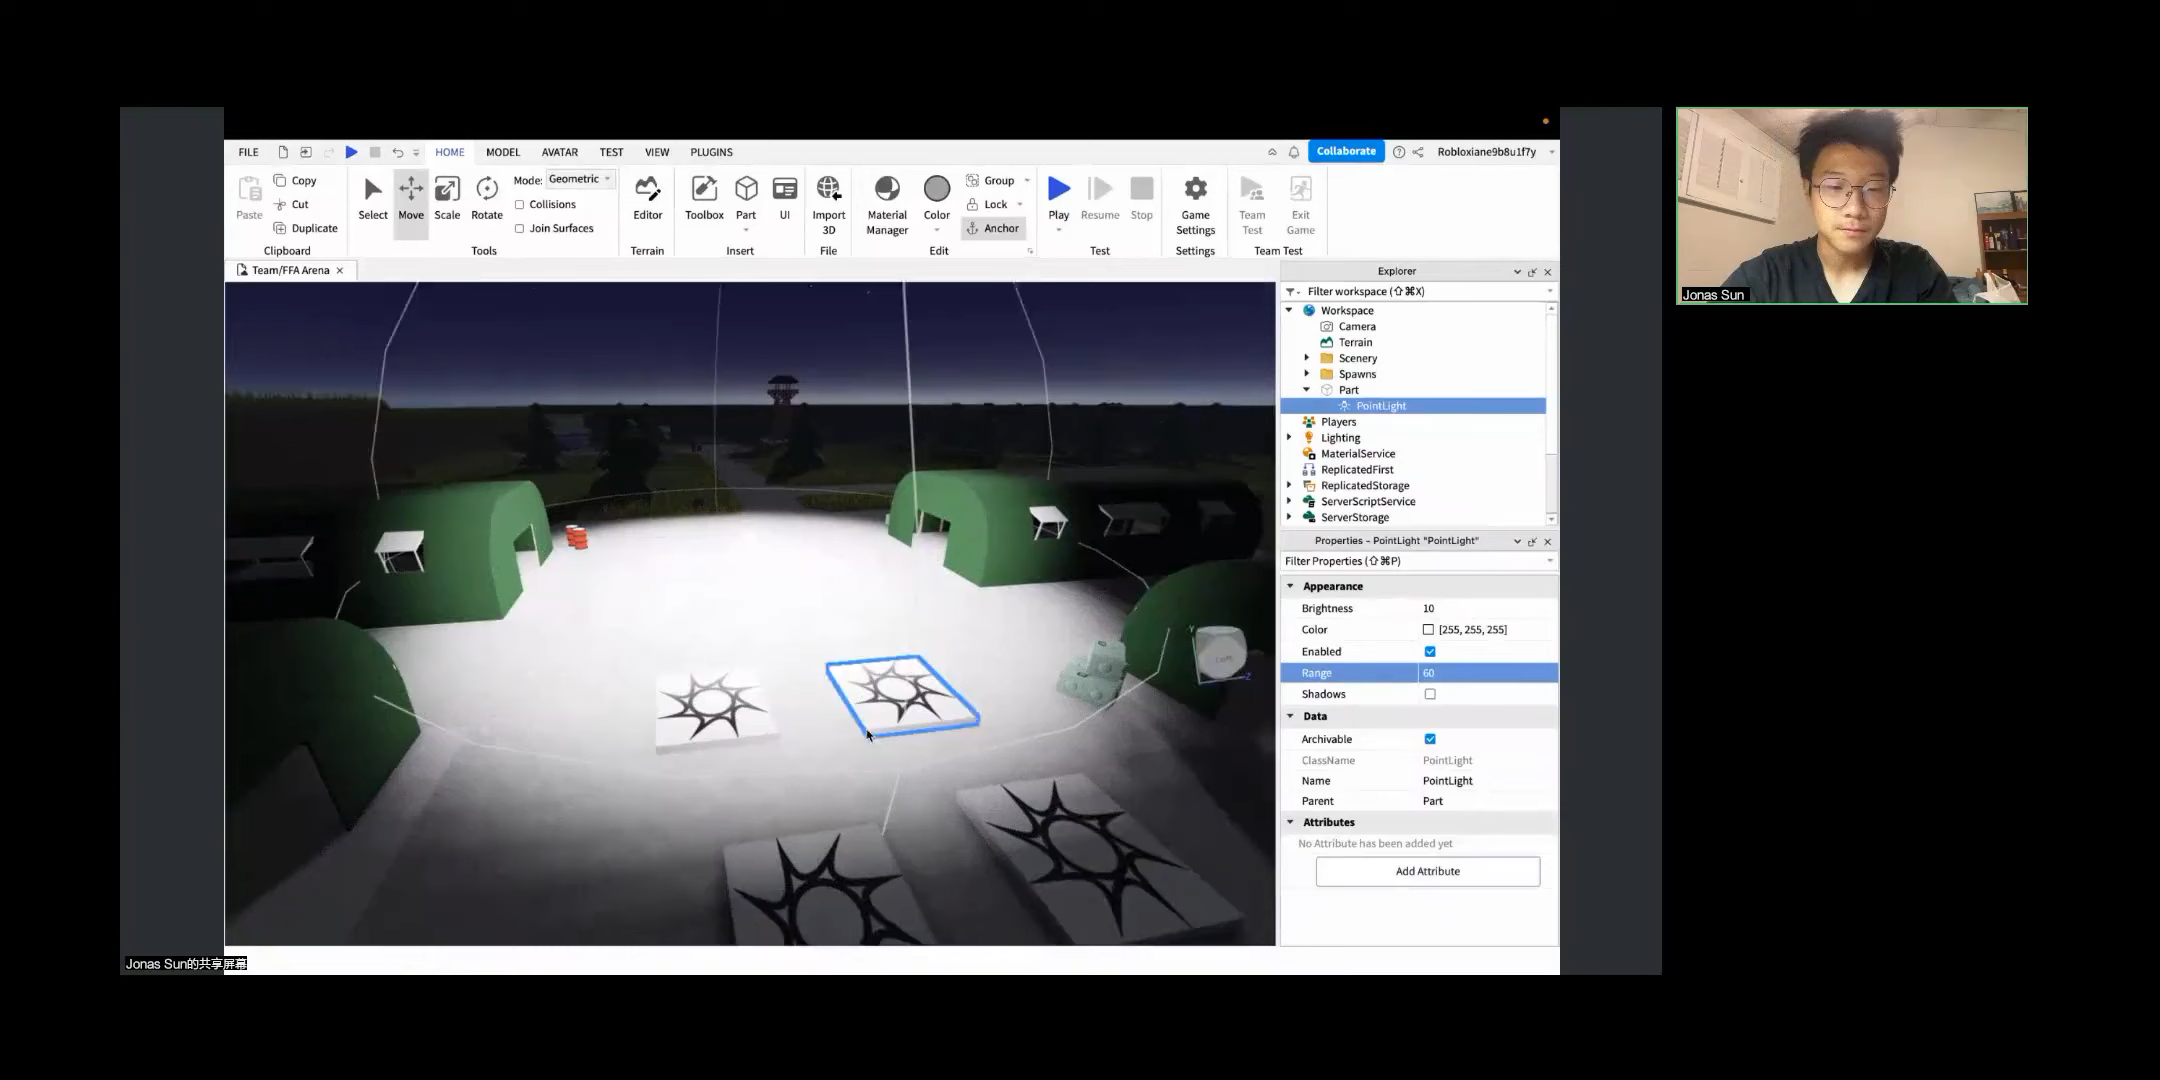 FILE HOME MODEL AVATAR TEST VIEW PLUGINS Collaborate Robloxiane9b8u1f7y
Paste Copy Cut Duplicate
Clipboard
Select Move Scale Rotate Mode: Geometric
Collisions
Join Surfaces
Tools
Editor
Terrain
Toolbox Part UI
Insert
Import 3D
File
Material Manager Color
Group
Lock
Anchor
Edit
Play Resume Stop
Test
Game Settings
Settings
Team Test Exit Game
Team Test
Team/FFA Arena
Explorer
Filter workspace (⇧⌘X)
Workspace
Camera
Terrain
Scenery
Spawns
Part
PointLight
Players
Lighting
MaterialService
ReplicatedFirst
ReplicatedStorage
ServerScriptService
ServerStorage
Properties - PointLight "PointLight"
Filter Properties (⇧⌘P)
Appearance
Brightness 10
Color [255, 255, 255]
Enabled
Range 60
Shadows
Data
Archivable
ClassName PointLight
Name PointLight
Parent Part
Attributes
No Attribute has been added yet
Add Attribute
Jonas Sun
Jonas Sun的共享屏幕